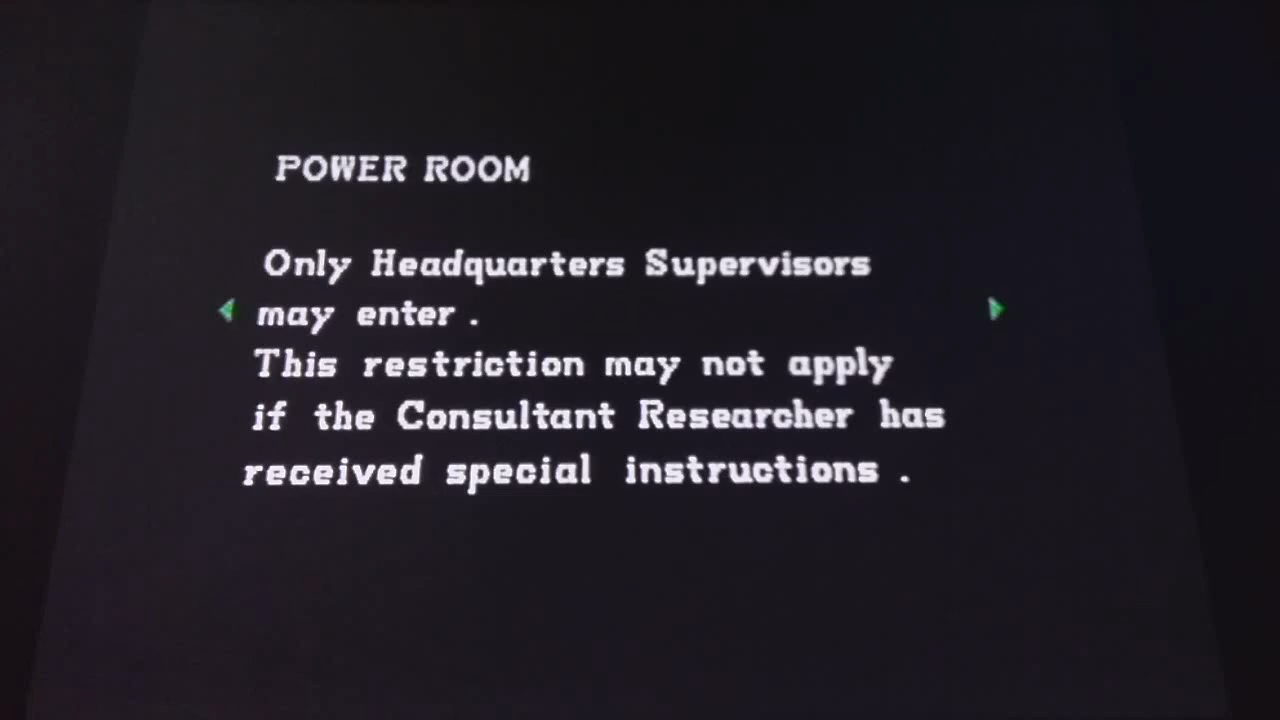 POWER ROOM
Only Headquarters Supervisors
may enter .
This restriction may not apply
if the Consultant Researcher has
received special instructions .